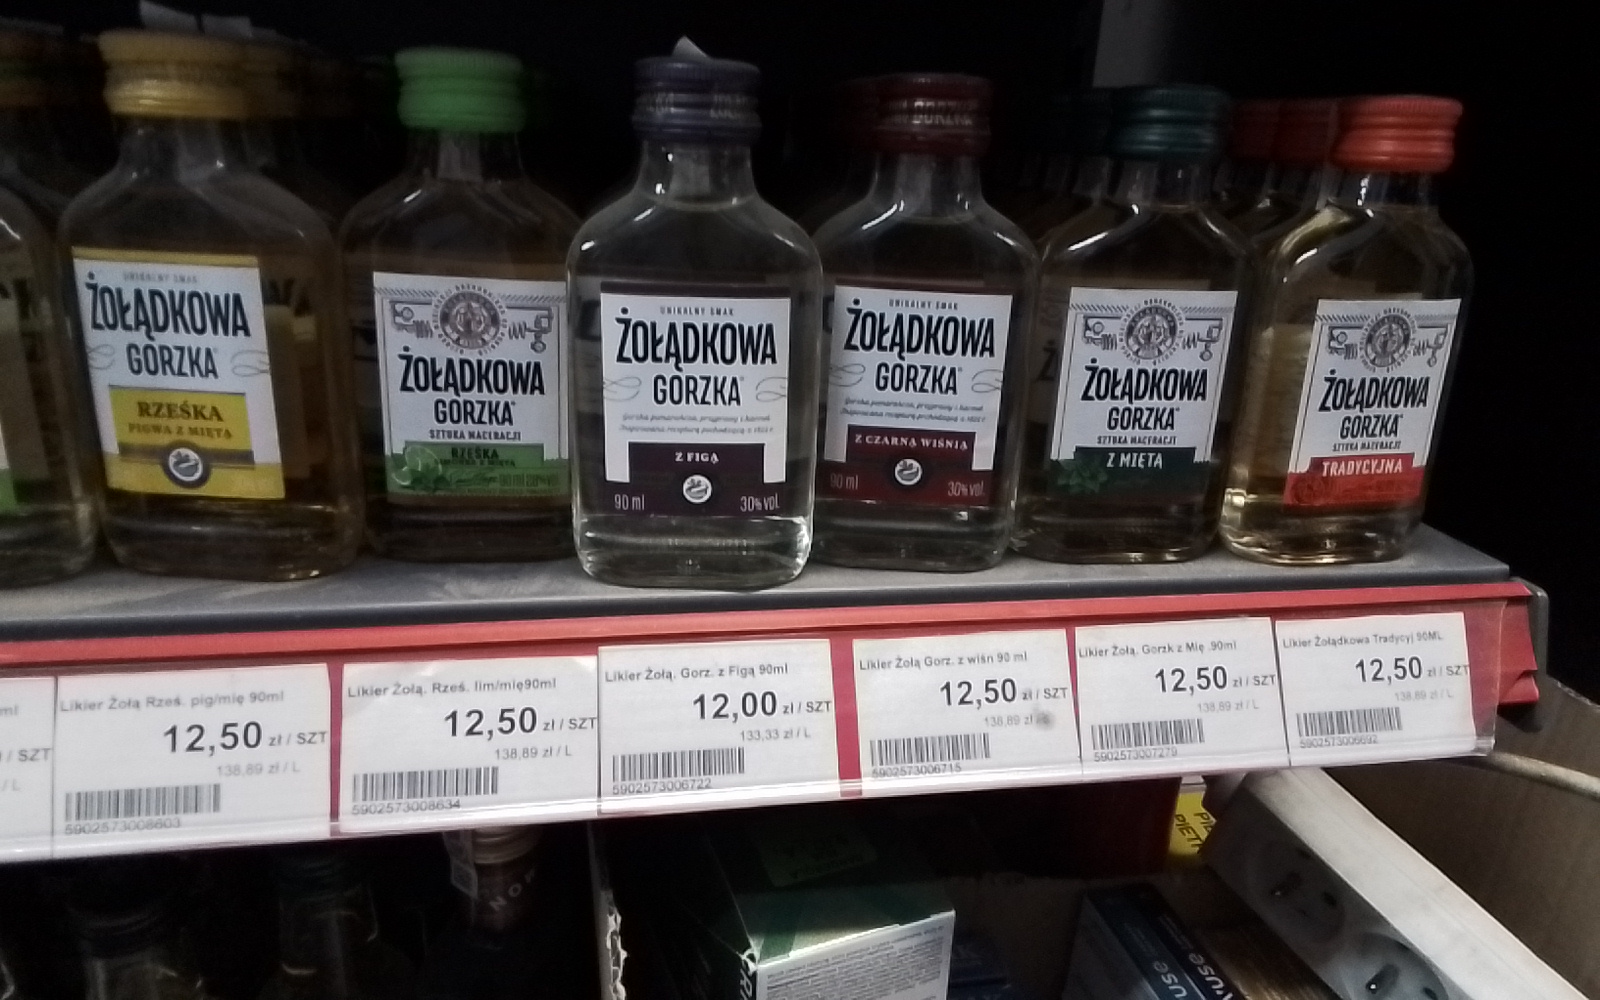 UNIKALNY SMAK
ŻOŁĄDKOWA
GORZKA
RZEŚKA
PIGWA Z MIĘTĄ
ŻOŁĄDKOWA
GORZKA
SZTUKA MACERACJI
RZEŚKA
UNIKALNY SMAK
ŻOŁĄDKOWA
GORZKA
Z FIGĄ
90 ml
30% vol.
UNIKALNY SMAK
ŻOŁĄDKOWA
GORZKA
Z CZARNĄ WIŚNIĄ
90 ml
30% vol.
ŻOŁĄDKOWA
GORZKA
SZTUKA MACERACJI
Z MIĘTĄ
ŻOŁĄDKOWA
GORZKA
SZTUKA MACERACJI
TRADYCYJNA
ml
/ SZT
/ L
Likier Żołą Rześ. pig/mię 90ml
12,50 zł / SZT
138,89 zł / L
5902573008603
Likier Żołą. Rześ. lim/mię90ml
12,50 zł / SZT
138,89 zł / L
5902573008634
Likier Żołą. Gorz. z Figą 90ml
12,00 zł / SZT
133,33 zł / L
5902573006722
Likier Żołą Gorz. z wiśn 90 ml
12,50 zł / SZT
138,89 zł
5902573006715
Likier Żołą. Gorzk z Mię .90ml
12,50 zł / SZT
138,89 zł / L
5902573007279
Likier Żołądkowa Tradycyj 90ML
12,50 zł / SZT
138,89 zł / L
5902573006692